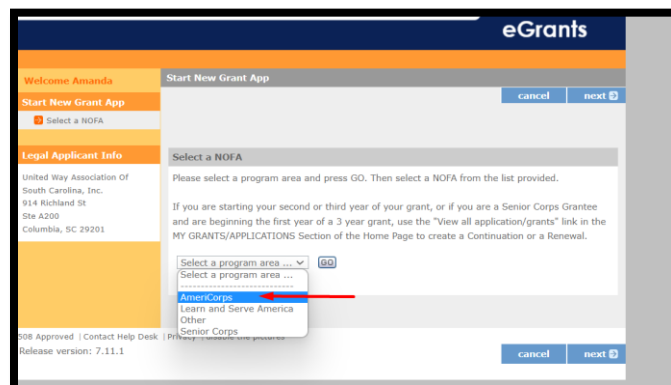 eGrants
Welcome Amanda
Start New Grant App
Select a NOFA
Legal Applicant Info
United Way Association Of
South Carolina, Inc.
914 Richland St
Ste A200
Columbia, SC 29201
Start New Grant App
cancel next
Select a NOFA
Please select a program area and press GO. Then select a NOFA from the list provided.
If you are starting your second or third year of your grant, or if you are a Senior Corps Grantee
and are beginning the first year of a 3 year grant, use the "View all application/grants" link in the
MY GRANTS/APPLICATIONS Section of the Home Page to create a Continuation or a Renewal.
Select a program area ... GO
Select a program area ...
----------------------------
AmeriCorps
Learn and Serve America
Other
Senior Corps
508 Approved | Contact Help Desk | Privacy | disable the pictures
Release version: 7.11.1
cancel next